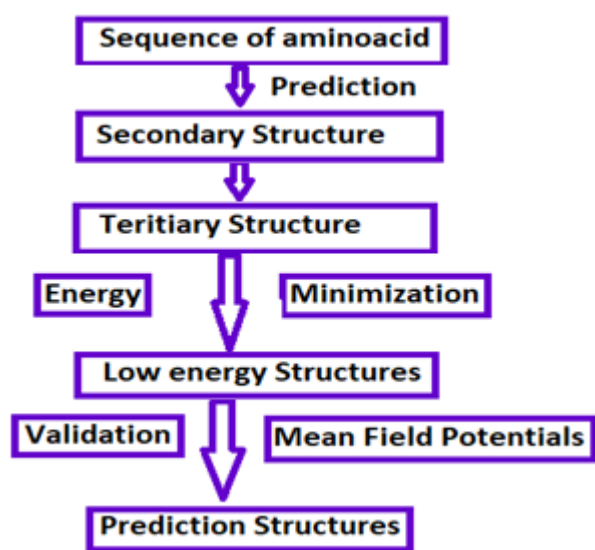 Sequence of aminoacid
Prediction
Secondary Structure
Teritiary Structure
Energy
Minimization
Low energy Structures
Validation
Mean Field Potentials
Prediction Structures